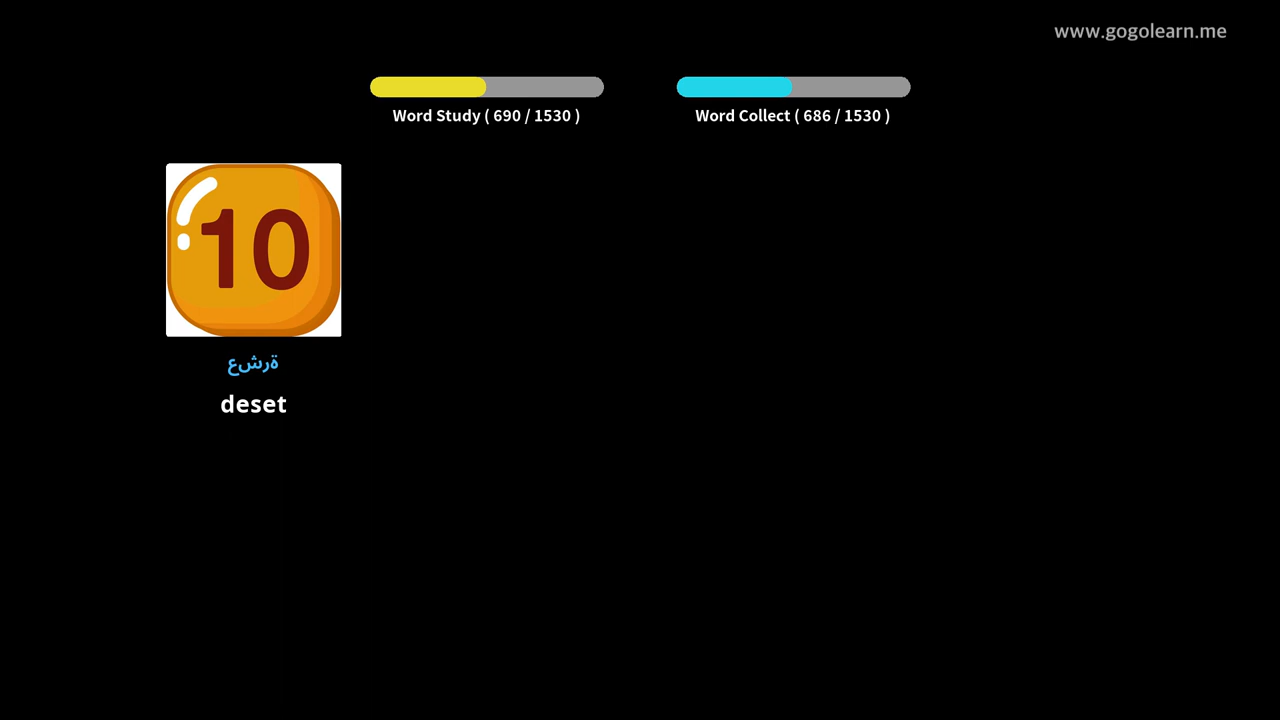 www.gogolearn.me
Word Study ( 690 / 1530 )
Word Collect ( 686 / 1530 )
10
ةرشع
deset